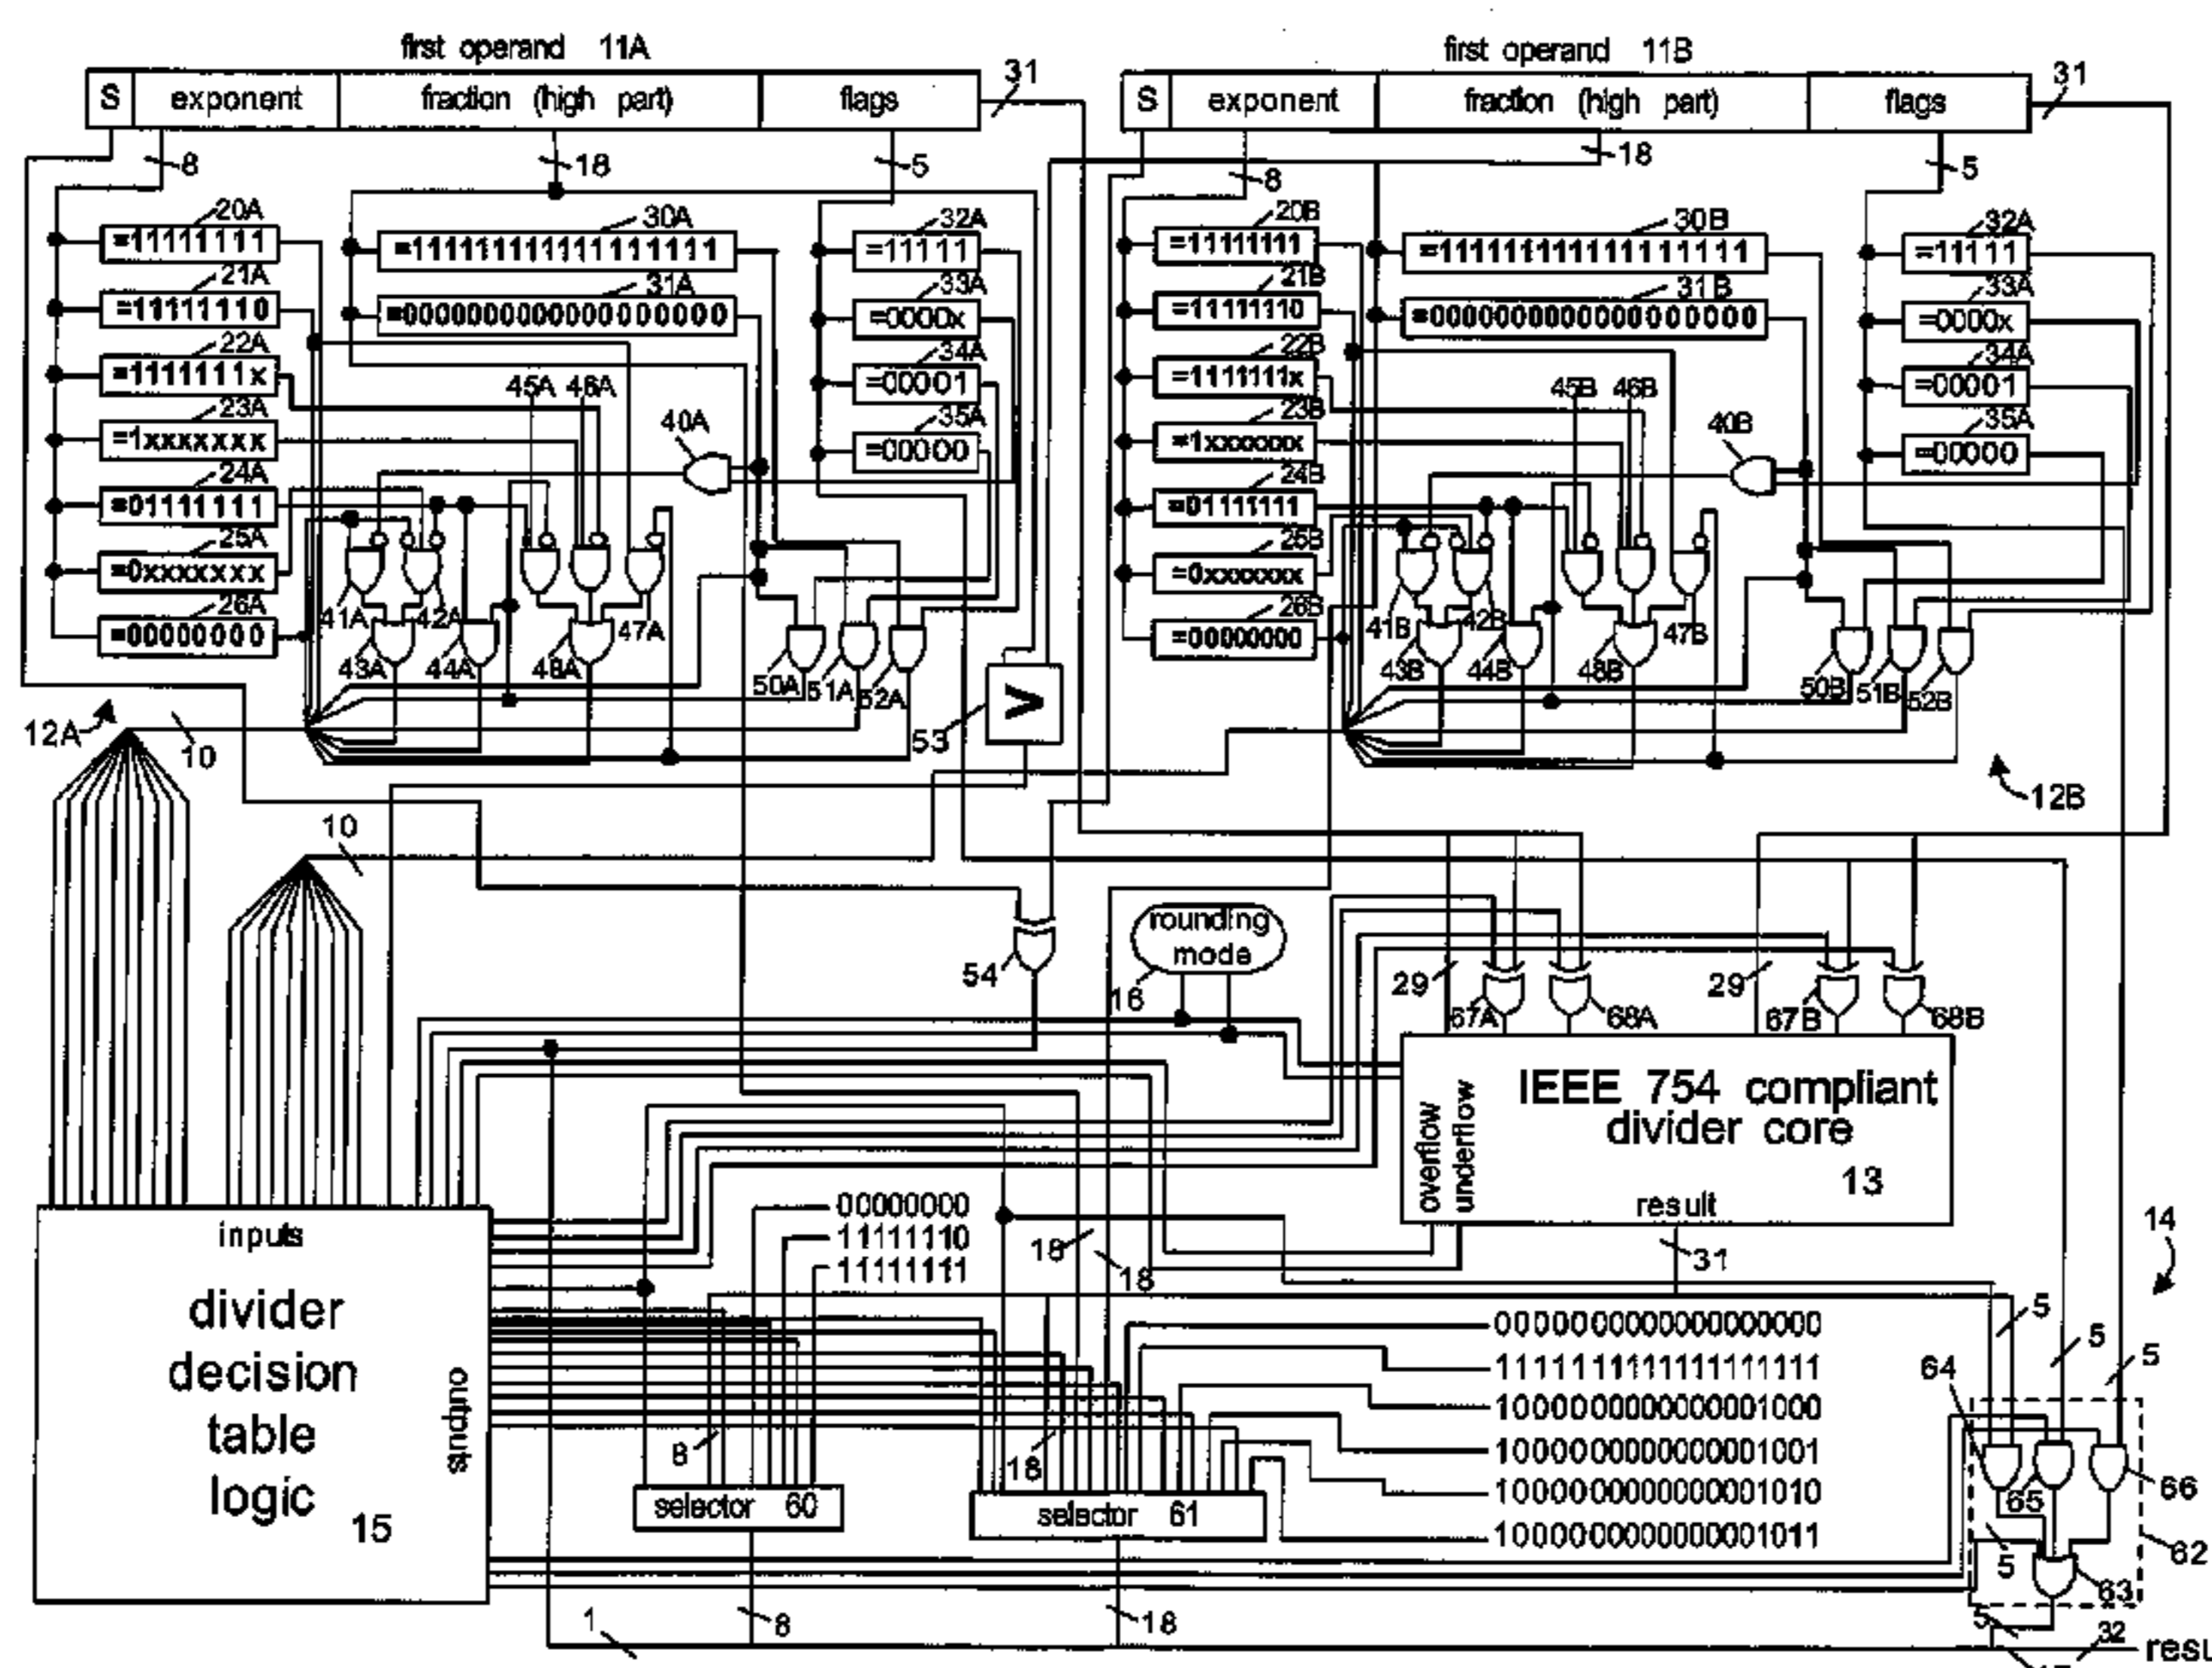 first operand 11A
first operand 11B
S exponent fraction (high part) flags 31
S exponent fraction (high part) flags 31
8 18 5
8 18 5
20A 30A 32A
=11111111 =111111111111111111 =11111
21A 31A 33A
=11111110 =000000000000000000 =0000x
22A 34A
=1111111x =00001
23A 45A 46A 40A 35A
=1xxxxxxx =00000
24A
=01111111
25A
=0xxxxxxx
26A
=00000000
41A 42A 47A
43A 44A 48A
50A 51A 52A
20B 30B 32A
=11111111 =111111111111111111 =11111
21B 31B 33A
=11111110 =000000000000000000 =0000x
22B 34A
=1111111x =00001
23B 45B 46B 40B 35A
=1xxxxxxx =00000
24B
=01111111
25B
=0xxxxxxx
26B
=00000000
41B 42B 47B
43B 44B 48B
50B 51B 52B
12A 10 53 >
12B
10
rounding
mode
54 16
29 67A 68A 29 67B 68B
IEEE 754 compliant
divider core
13
overflow
underflow
result
31
14
inputs
divider
decision
table
logic
15
outputs
00000000
11111110
11111111
18
18
000000000000000000
111111111111111111
100000000000001000
100000000000001001
100000000000001010
100000000000001011
8
18
selector 60
selector 61
5
5
5
64
65
66
5
62
63
1 8 18 5 32